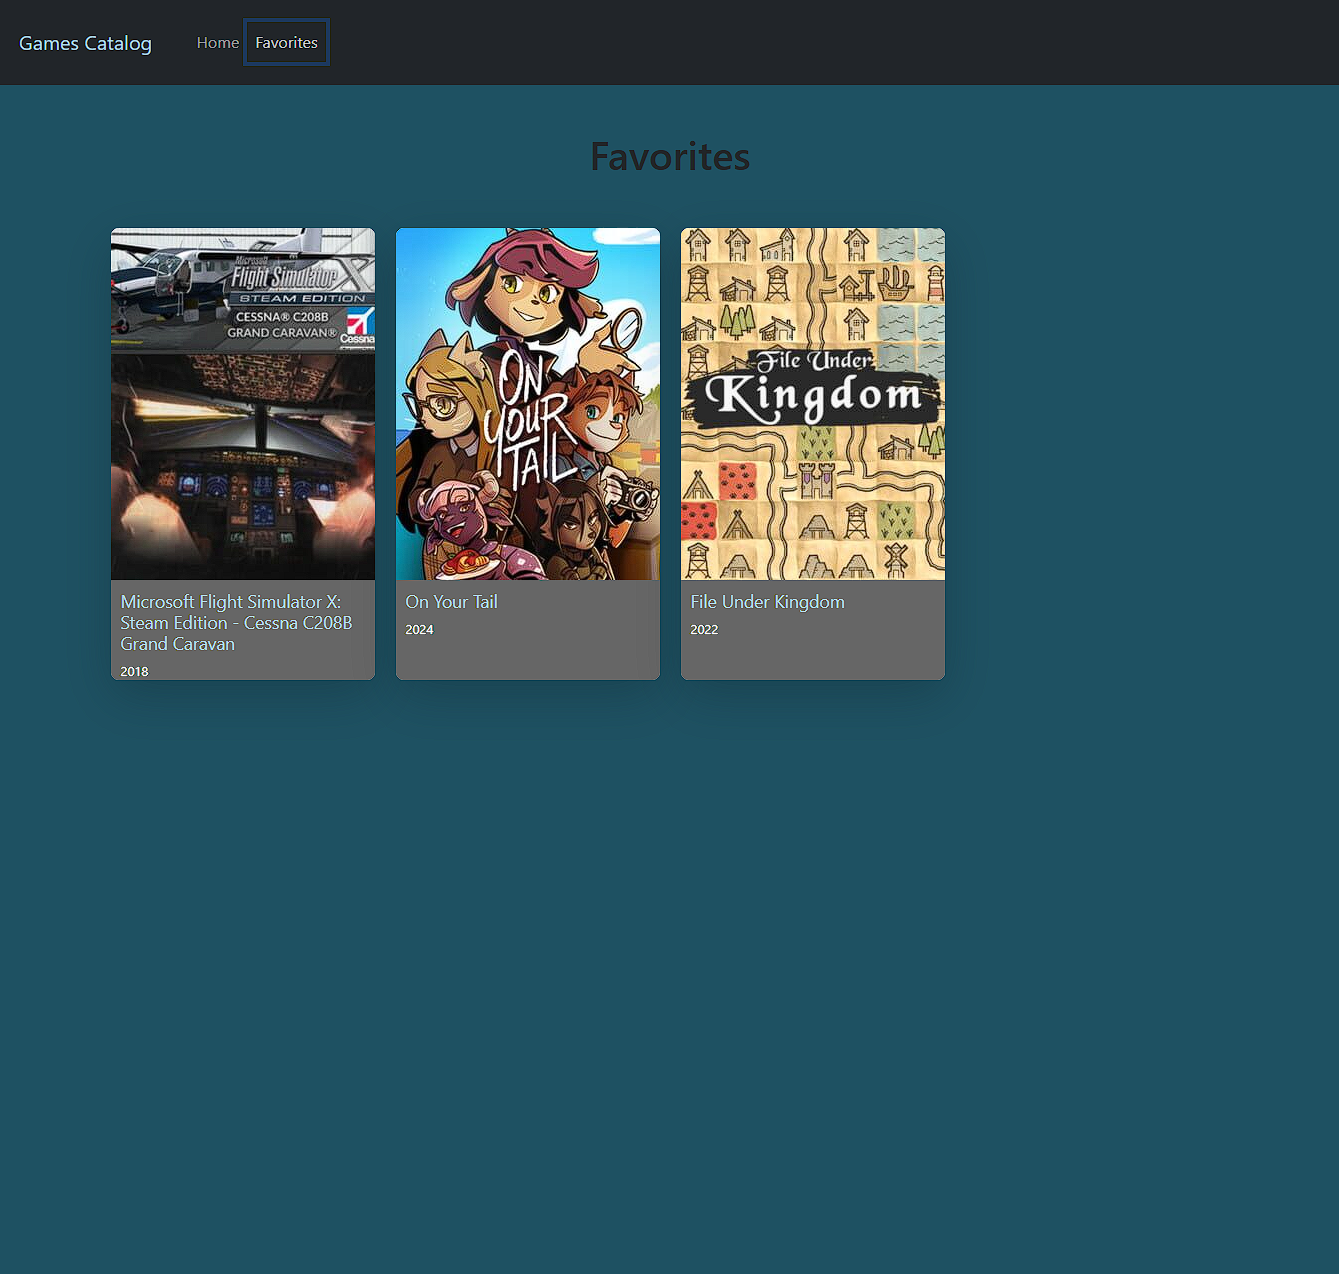 Games Catalog
Home Favorites
Favorites
Microsoft
Flight Simulator X
STEAM EDITION
CESSNA® C208B
GRAND CARAVAN®
Cessna
ON
YOUR
TAIL
File Under
Kingdom
Microsoft Flight Simulator X:
Steam Edition - Cessna C208B
Grand Caravan
2018
On Your Tail
2024
File Under Kingdom
2022